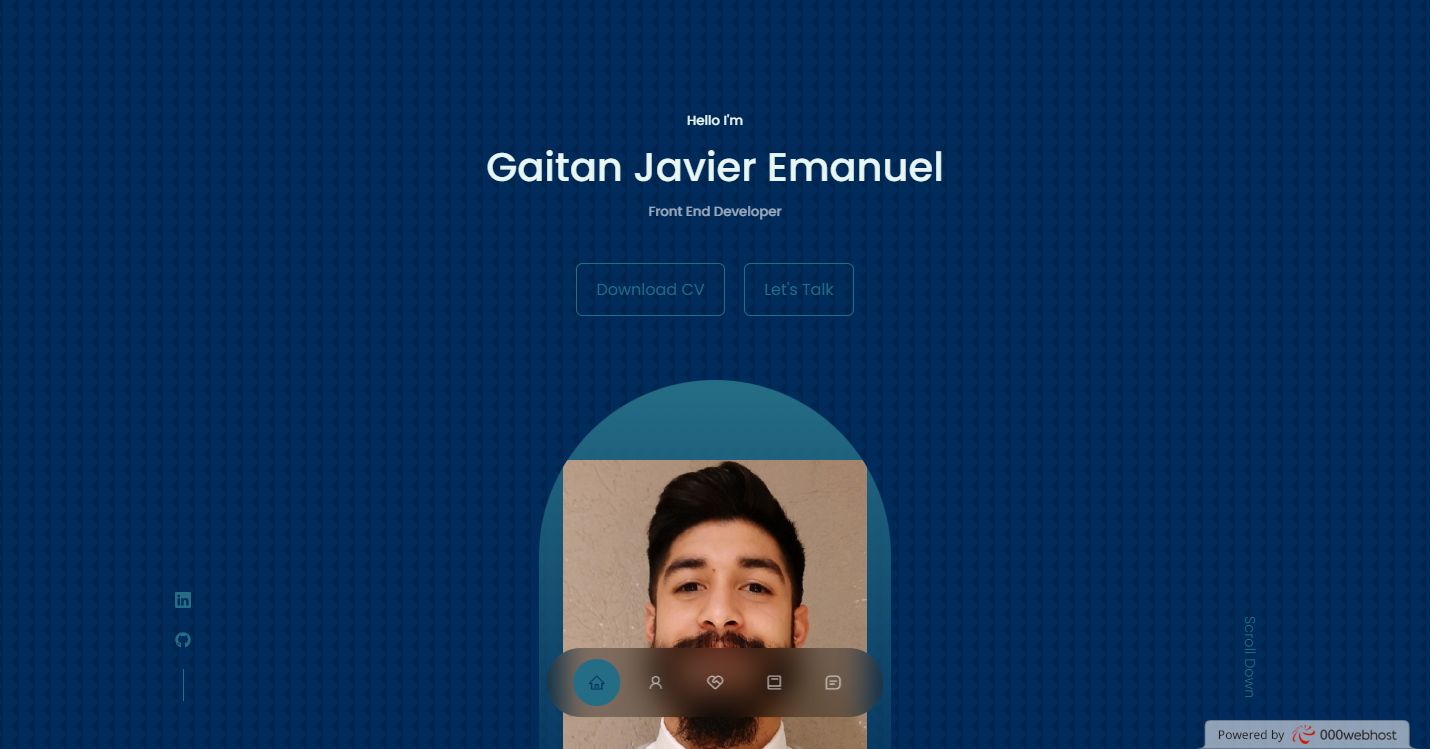 Hello I'm
Gaitan Javier Emanuel
Front End Developer
Download CV
Let's Talk
Scroll Down
Powered by 000webhost